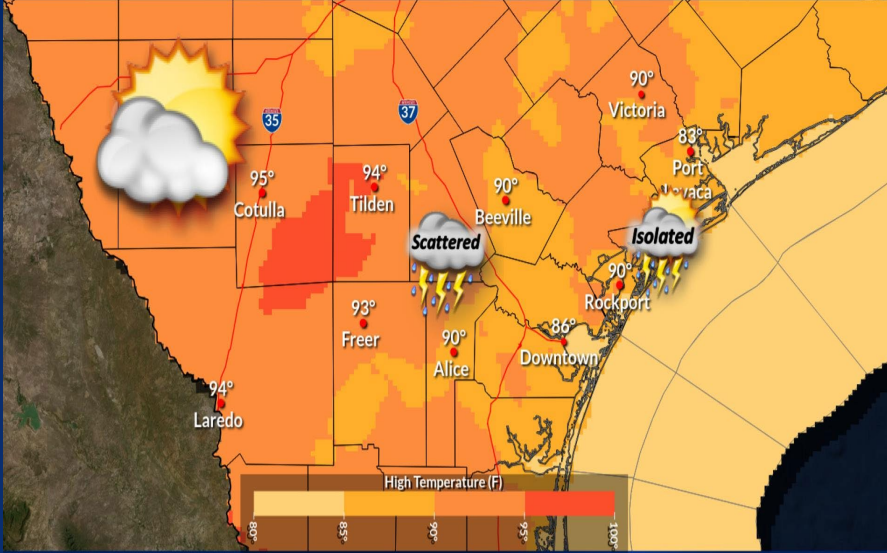 90°
Victoria
35
37
83°
Port
Lavaca
95°
Cotulla
94°
Tilden
90°
Beeville
Scattered
Isolated
90°
Rockport
93°
Freer
90°
Alice
86°
Downtown
94°
Laredo
High Temperature (F)
80°
85°
90°
95°
100°